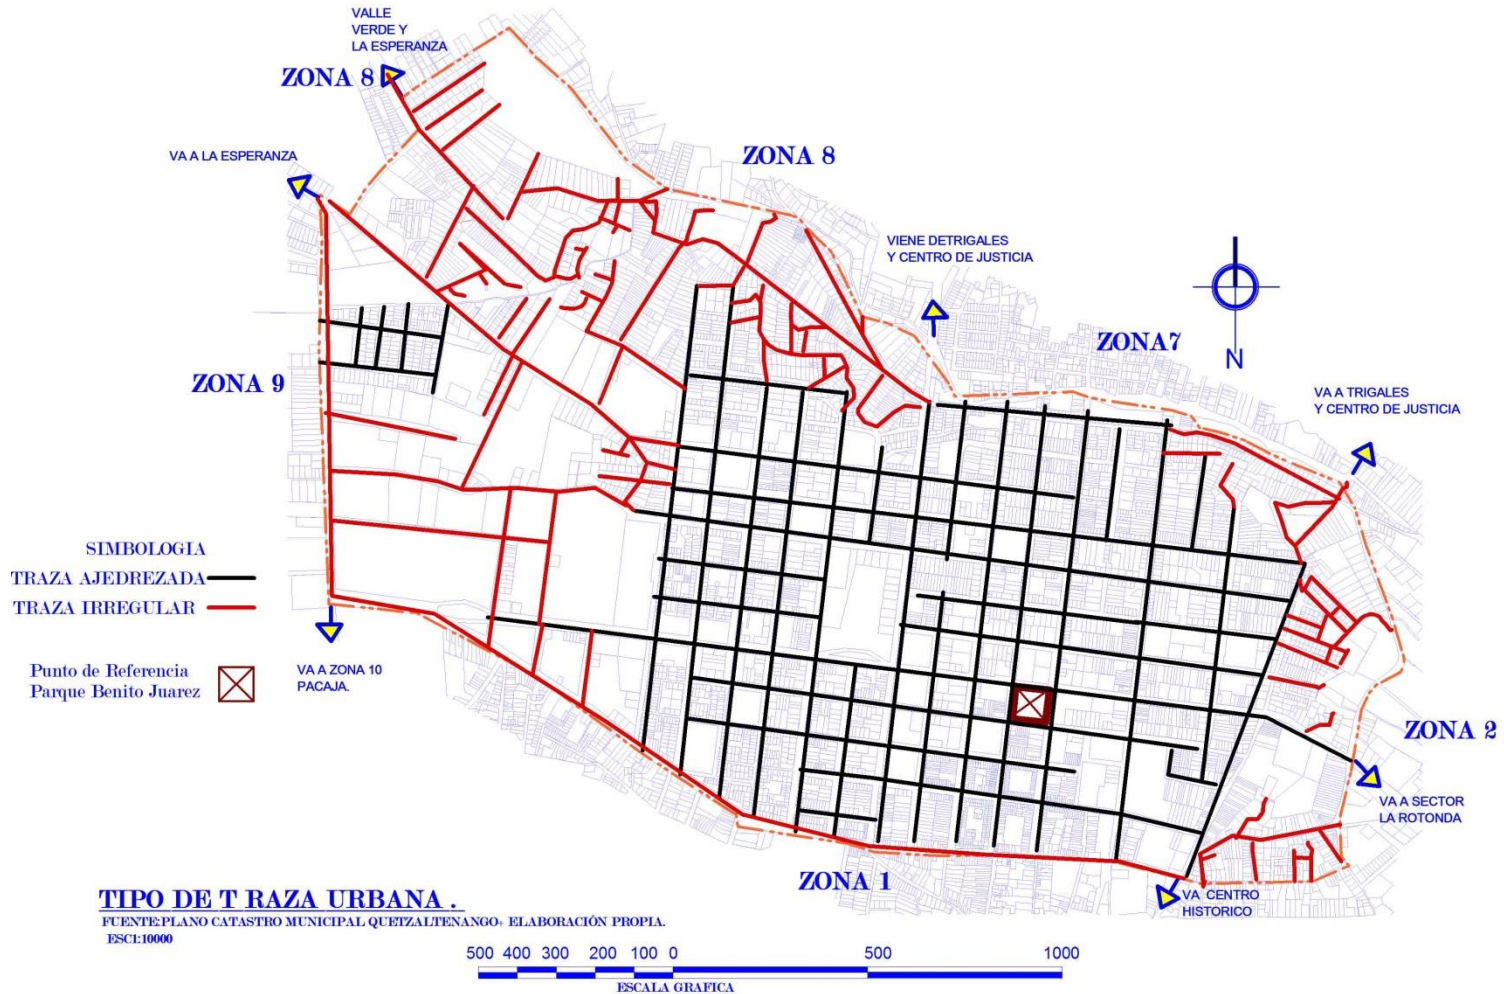 VALLE
VERDE Y
LA ESPERANZA
ZONA 8
VA A LA ESPERANZA
ZONA 8
VIENE DETRIGALES
Y CENTRO DE JUSTICIA
ZONA7
N
ZONA 9
VA A TRIGALES
Y CENTRO DE JUSTICIA
SIMBOLOGIA
TRAZA AJEDREZADA
TRAZA IRREGULAR
Punto de Referencia
Parque Benito Juarez
VA A ZONA 10
PACAJA.
ZONA 2
VA A SECTOR
LA ROTONDA
ZONA 1
VA CENTRO
HISTORICO
TIPO DE T RAZA URBANA .
FUENTE:PLANO CATASTRO MUNICIPAL QUETZALTENANGO+ ELABORACIÓN PROPIA.
ESC1:10000
500 400 300 200 100 0 500 1000
ESCALA GRAFICA